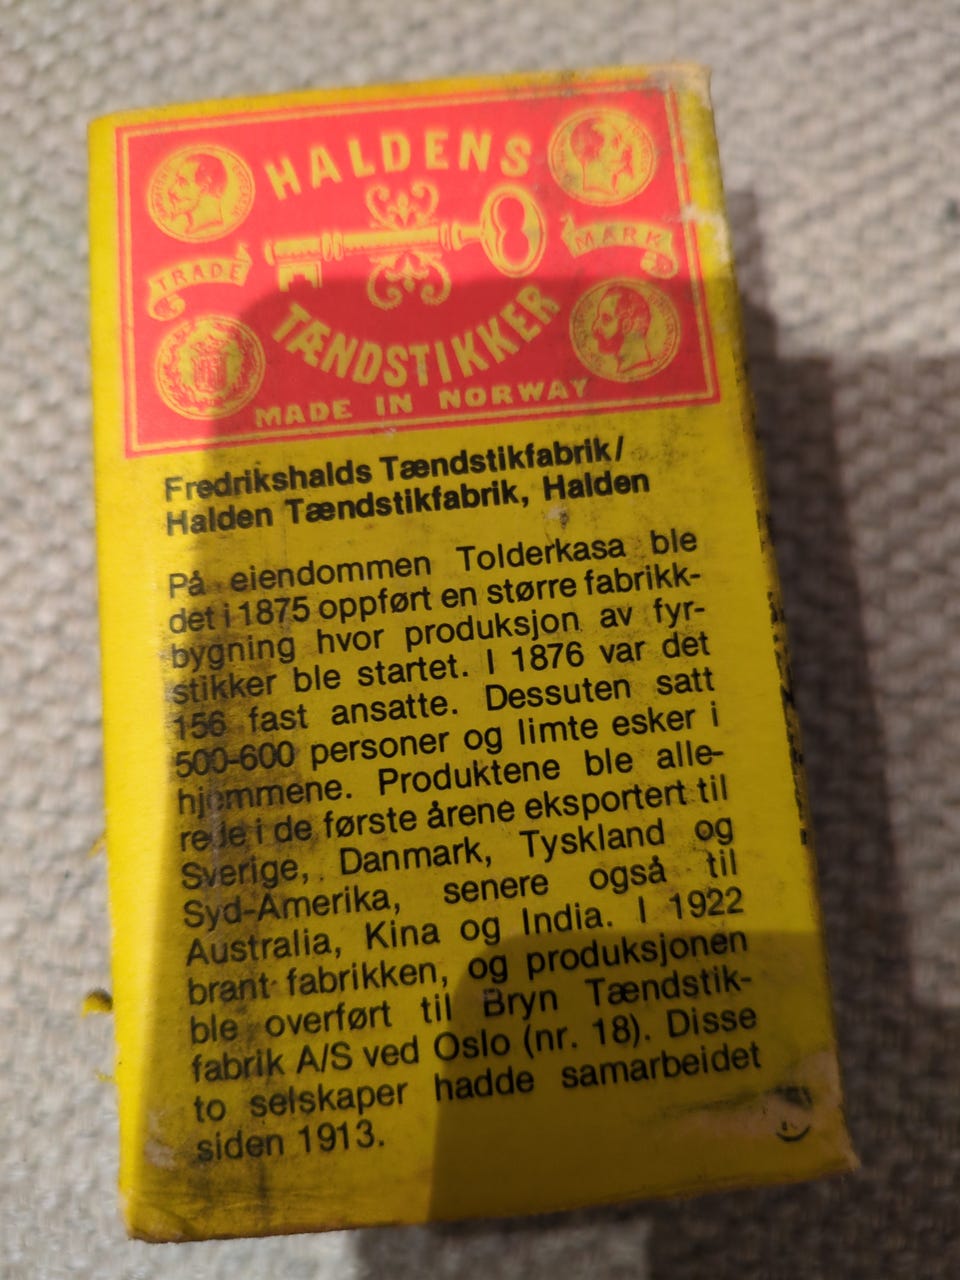 HALDENS
TRADE MARK
TÆNDSTIKKER
MADE IN NORWAY
Fredrikshalds Tændstikfabrik/
Halden Tændstikfabrik, Halden
På eiendommen Tolderkasa ble
det i 1875 oppført en større fabrikk-
bygning hvor produksjon av fyr-
stikker ble startet. I 1876 var det
156 fast ansatte. Dessuten satt
500-600 personer og limte esker i
hjemmene. Produktene ble alle-
rede i de første årene eksportert til
Sverige, Danmark, Tyskland og
Syd-Amerika, senere også til
Australia, Kina og India. I 1922
brant fabrikken, og produksjonen
ble overført til Bryn Tændstik-
fabrik A/S ved Oslo (nr. 18). Disse
to selskaper hadde samarbeidet
siden 1913.